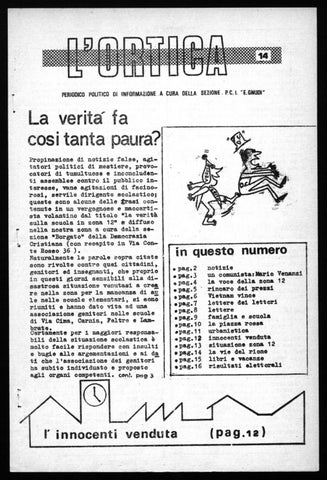 L'ORTICA
14
PERIODICO POLITICO DI INFORMAZIONE A CURA DELLA SEZIONE P.C.I. "E. GNUDI"
La verità fa
cosi tanta paura?
Propinazione di notizie false, agi-
tatori politici di mestiere, provo-
catori di tumultuose e inconcluden-
ti assemblee contro il pubblico in-
teresse, vane agitazioni di facino-
rosi, servile dirigente scolastico;
queste sono alcune delle frasi con-
tenute in un vergognoso e maccarti-
sta volantino dal titolo "la verità
sulla scuola in zona 12" e diffuso
nella nostra zona a cura della se-
zione "Borgato" della Democrazia
Cristiana (con recapito in Via Con-
te Rosso 36 ).
Naturalmente le parole sopra citate
sono rivolte contro quei cittadini,
genitori ed insegnanti, che proprio
in questi giorni sensibili alla di-
sastrosa situazione venutasi a crea
re nella zona per la mancanza di au
le nelle scuole elementari, si sono
riuniti e hanno dato vita ad una
associazione genitori nelle scuole
di Via Cima, Carnia, Feltre e Lam-
brate.
Certamente per i maggiori responsa-
bili della situazione scolastica è
molto facile rispondere con insulti
e bugie alle argomentazioni e ai da
ti che l'associazione dei genitori
ha subito individuato e proposto
agli organi competenti. cont. pag 3
in questo numero
pag.2 notizie
pag.3 un comunista: Mario Venanzi
pag.4 la voce della zona 12
pag.5 rincaro dei prezzi
pag.6 Vietnam vince
pag.7 lettere dei lettori
pag.8 lettere
pag.9 famiglia e scuola
pag.10 la piazza rossa
pag.11 urbanistica
pag.12 innocenti venduta
pag.13 situazione zona 12
pag.14 la vie del rione
pag.15 libri e vacanze
pag.16 risultati elettorali
l' innocenti venduta (pag.12)